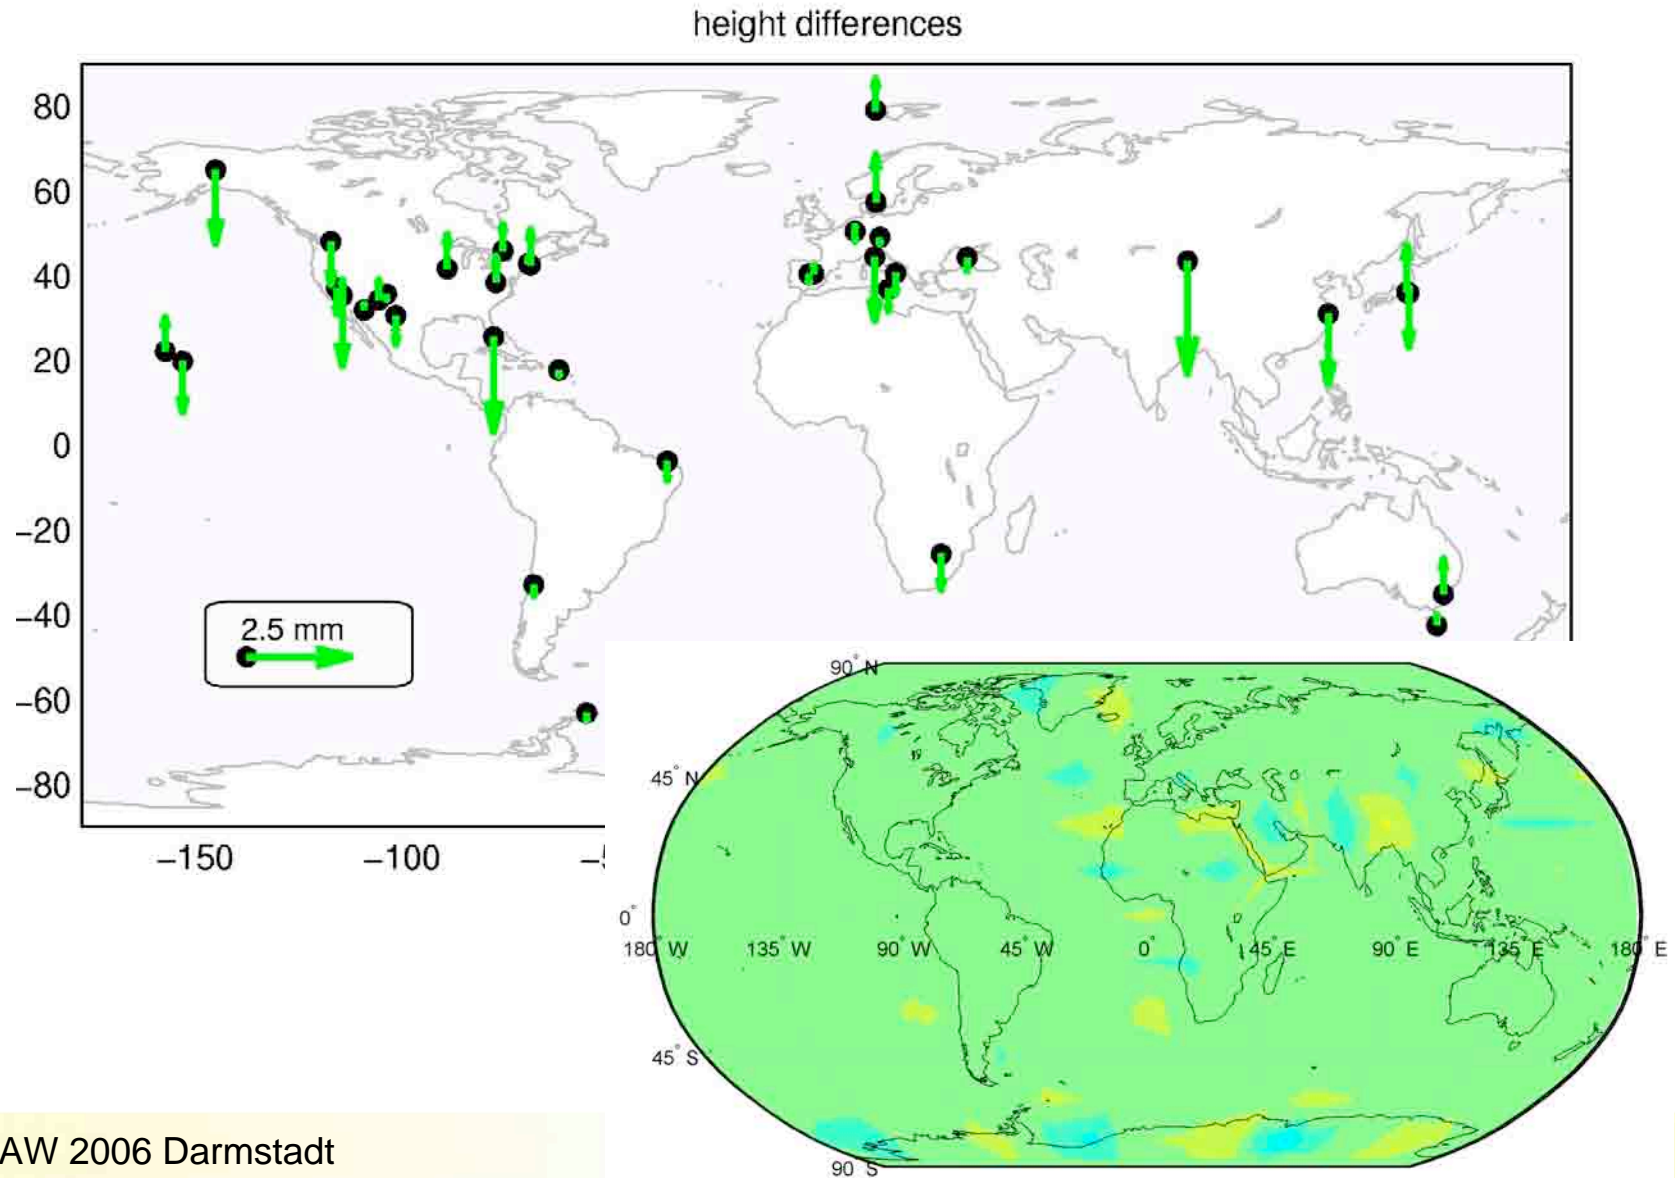 height differences
80
60
40
20
0
−20
−40
−60
−80
2.5 mm
−150
−100
90° N
45° N
0°
180° W
135° W
90° W
45° W
0°
45° E
90° E
135° E
180° E
45° S
90° S
AW 2006 Darmstadt